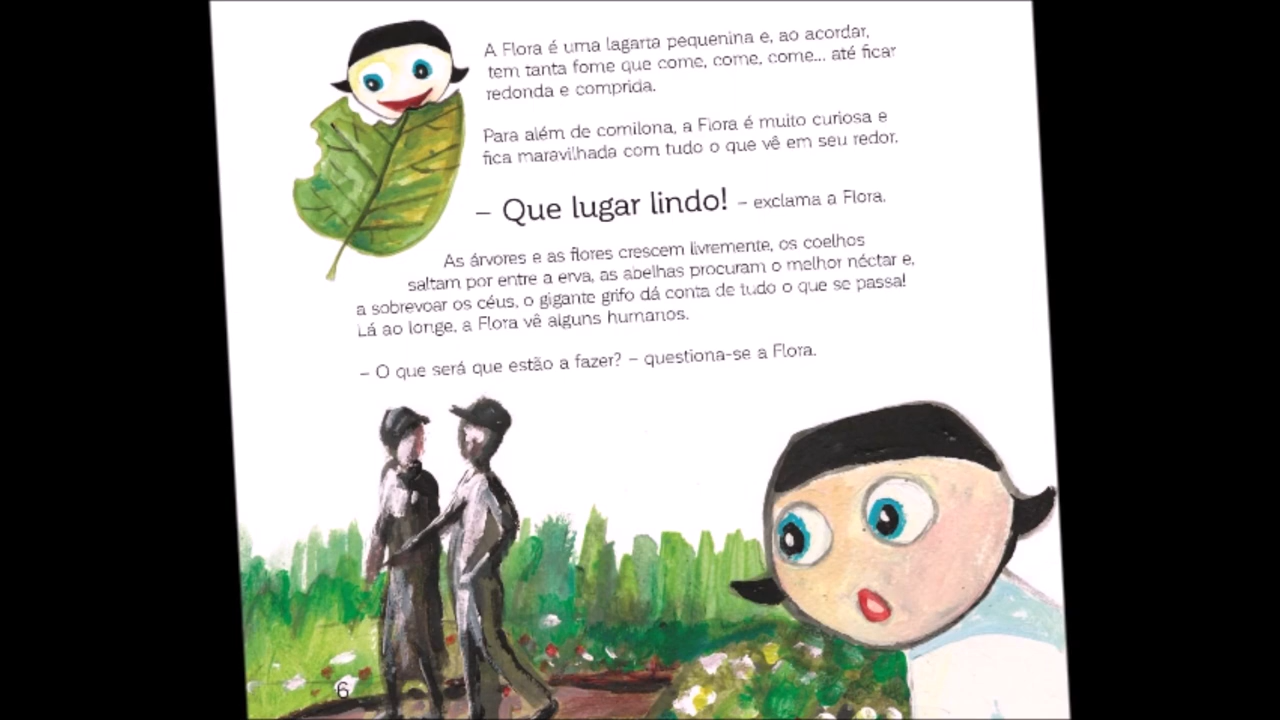 A Flora é uma lagarta pequenina e, ao acordar,
tem tanta fome que come, come, come... até ficar
redonda e comprida.
Para além de comilona, a Flora é muito curiosa e
fica maravilhada com tudo o que vê em seu redor.
– Que lugar lindo! – exclama a Flora.
As árvores e as flores crescem livremente, os coelhos
saltam por entre a erva, as abelhas procuram o melhor néctar e,
a sobrevoar os céus, o gigante grifo dá conta de tudo o que se passa!
Lá ao longe, a Flora vê alguns humanos.
– O que será que estão a fazer? – questiona-se a Flora.
6